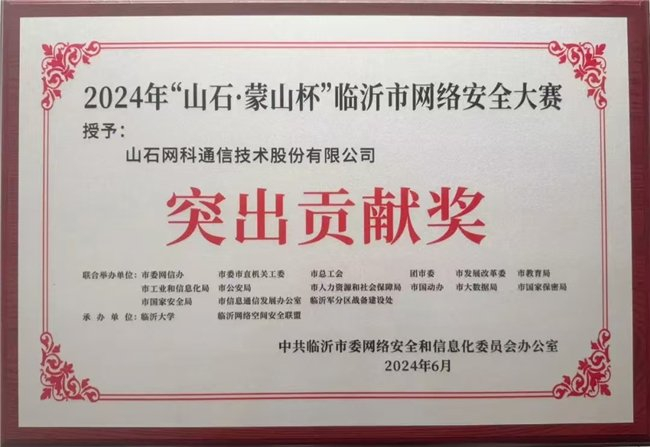 2024年“山石·蒙山杯”临沂市网络安全大赛
授予：
山石网科通信技术股份有限公司
突出贡献奖
联合举办单位：市委网信办 市委市直机关工委 市总工会 团市委 市发展改革委 市教育局
市工业和信息化局 市公安局 市人力资源和社会保障局 市国动办 市大数据局 市国家保密局
市国家安全局 市信息通信发展办公室 临沂军分区战备建设处
承办单位：临沂大学 临沂网络空间安全联盟
中共临沂市委网络安全和信息化委员会办公室
2024年6月